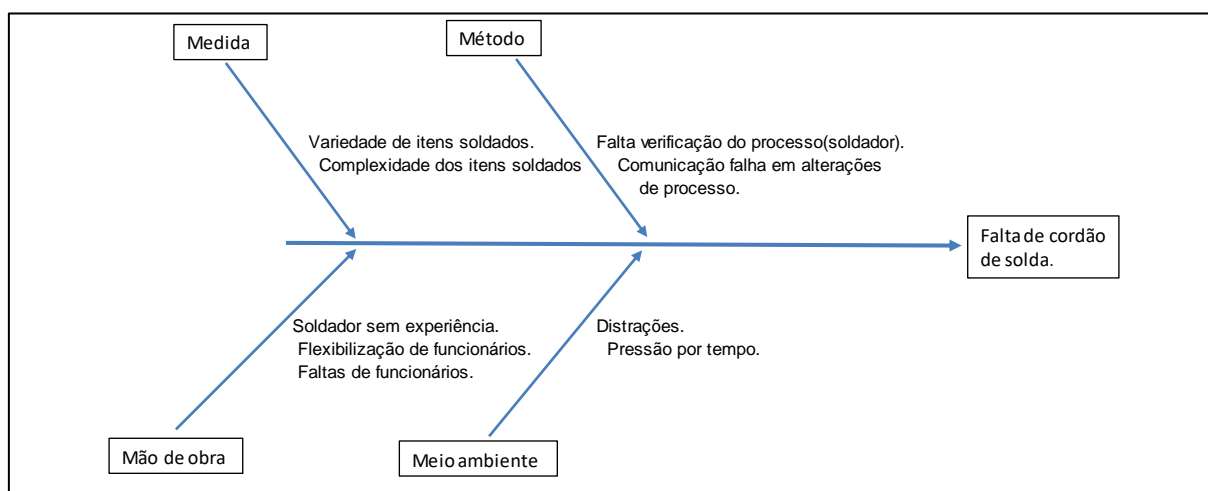 Medida
Método
Variedade de itens soldados.
Complexidade dos itens soldados
Falta verificação do processo(soldador).
Comunicação falha em alterações
de processo.
Falta de cordão
de solda.
Soldador sem experiência.
Flexibilização de funcionários.
Faltas de funcionários.
Distrações.
Pressão por tempo.
Mão de obra
Meio ambiente